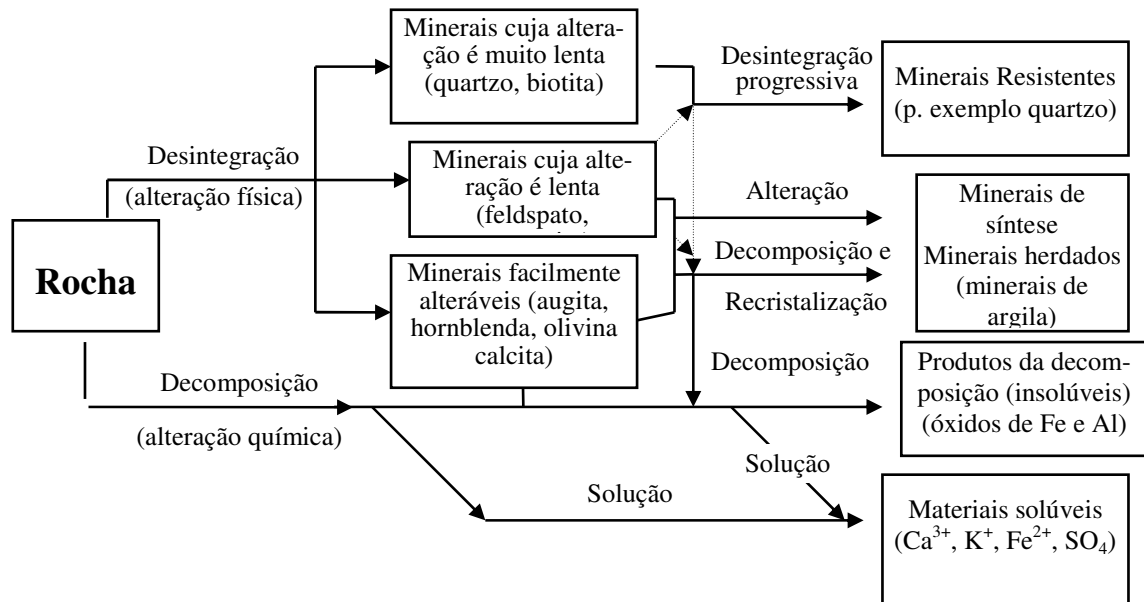 Minerais cuja altera-
ção é muito lenta
(quartzo, biotita)
Desintegração
progressiva
Minerais Resistentes
(p. exemplo quartzo)
Desintegração
(alteração física)
Minerais cuja alte-
ração é lenta
(feldspato,
Alteração
Decomposição e
Recristalização
Minerais de
síntese
Minerais herdados
(minerais de
argila)
Rocha
Minerais facilmente
alteráveis (augita,
hornblenda, olivina
calcita)
Decomposição
(alteração química)
Decomposição
Produtos da decom-
posição (insolúveis)
(óxidos de Fe e Al)
Solução
Solução
Materiais solúveis
(Ca³⁺, K⁺, Fe²⁺, SO₄)